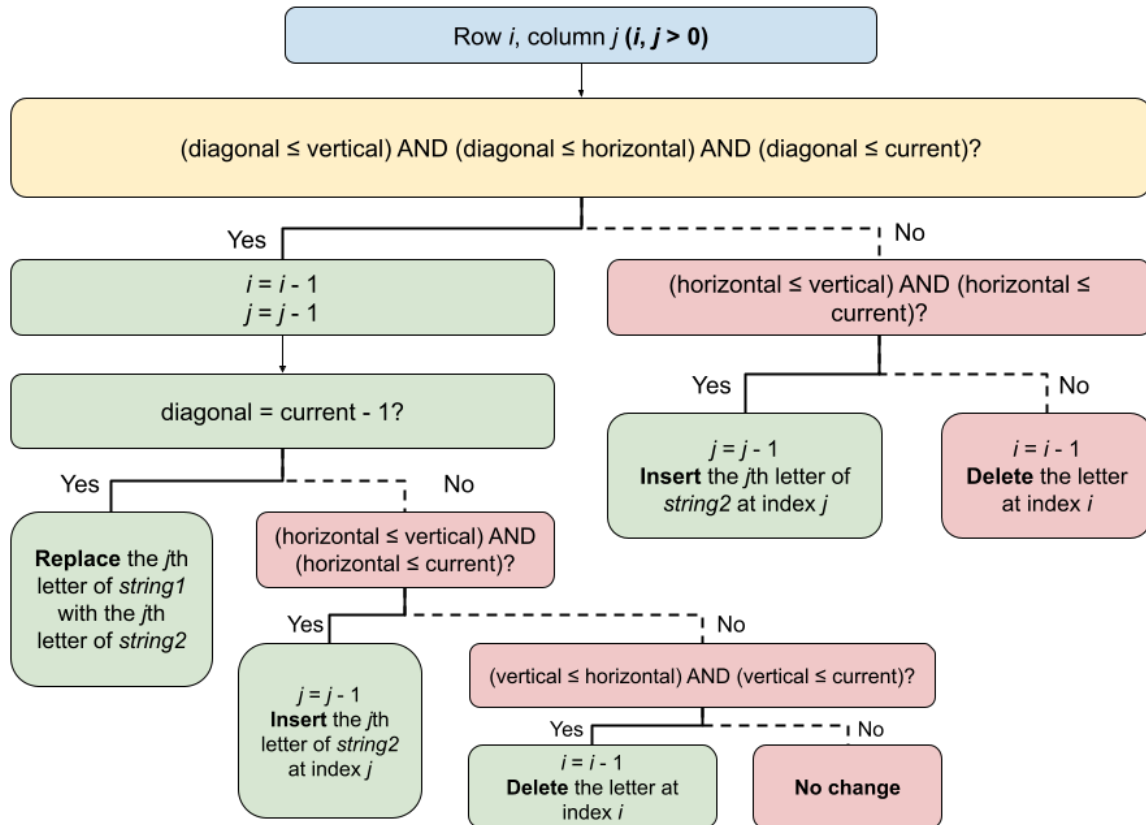 Row i, column j (i, j > 0)
(diagonal ≤ vertical) AND (diagonal ≤ horizontal) AND (diagonal ≤ current)?
Yes
No
i = i - 1
j = j - 1
(horizontal ≤ vertical) AND (horizontal ≤
current)?
diagonal = current - 1?
Yes
No
j = j - 1
Insert the jth letter of
string2 at index j
i = i - 1
Delete the letter
at index i
Yes
No
Replace the jth
letter of string1
with the jth
letter of string2
(horizontal ≤ vertical) AND
(horizontal ≤ current)?
Yes
No
j = j - 1
Insert the jth
letter of string2
at index j
(vertical ≤ horizontal) AND (vertical ≤ current)?
Yes
No
i = i - 1
Delete the letter at
index i
No change